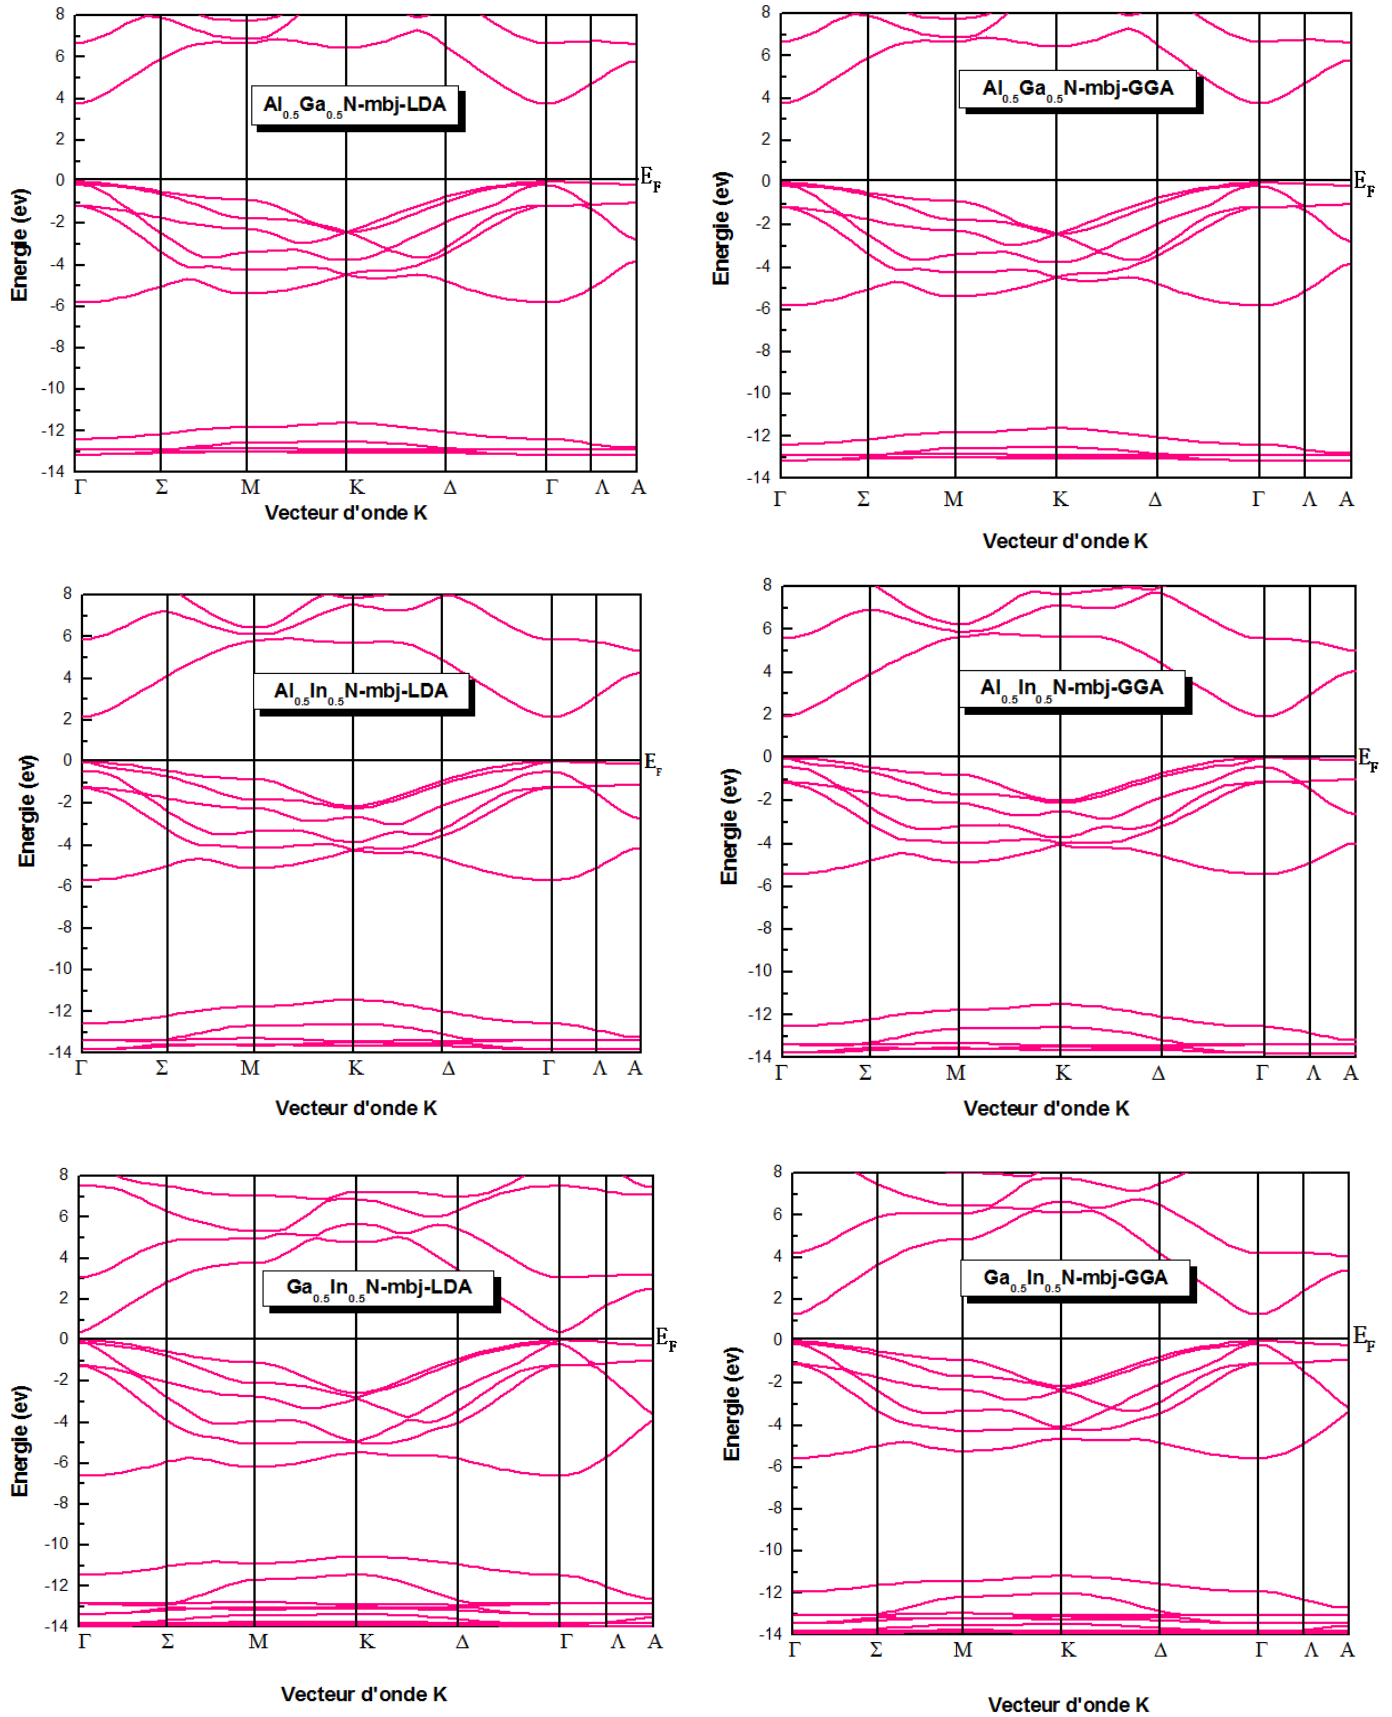 8
6
4
2
0
-2
-4
-6
-8
-10
-12
-14
Energie (ev)
Al0.5Ga0.5N-mbj-LDA
EF
Γ Σ M K Δ Γ Λ A
Vecteur d'onde K
8
6
4
2
0
-2
-4
-6
-8
-10
-12
-14
Energie (ev)
Al0.5Ga0.5N-mbj-GGA
EF
Γ Σ M K Δ Γ Λ A
Vecteur d'onde K
8
6
4
2
0
-2
-4
-6
-8
-10
-12
-14
Energie (ev)
Al0.5In0.5N-mbj-LDA
EF
Γ Σ M K Δ Γ Λ A
Vecteur d'onde K
8
6
4
2
0
-2
-4
-6
-8
-10
-12
-14
Energie (ev)
Al0.5In0.5N-mbj-GGA
EF
Γ Σ M K Δ Γ Λ A
Vecteur d'onde K
8
6
4
2
0
-2
-4
-6
-8
-10
-12
-14
Energie (ev)
Ga0.5In0.5N-mbj-LDA
EF
Γ Σ M K Δ Γ Λ A
Vecteur d'onde K
8
6
4
2
0
-2
-4
-6
-8
-10
-12
-14
Energie (ev)
Ga0.5In0.5N-mbj-GGA
EF
Γ Σ M K Δ Γ Λ A
Vecteur d'onde K